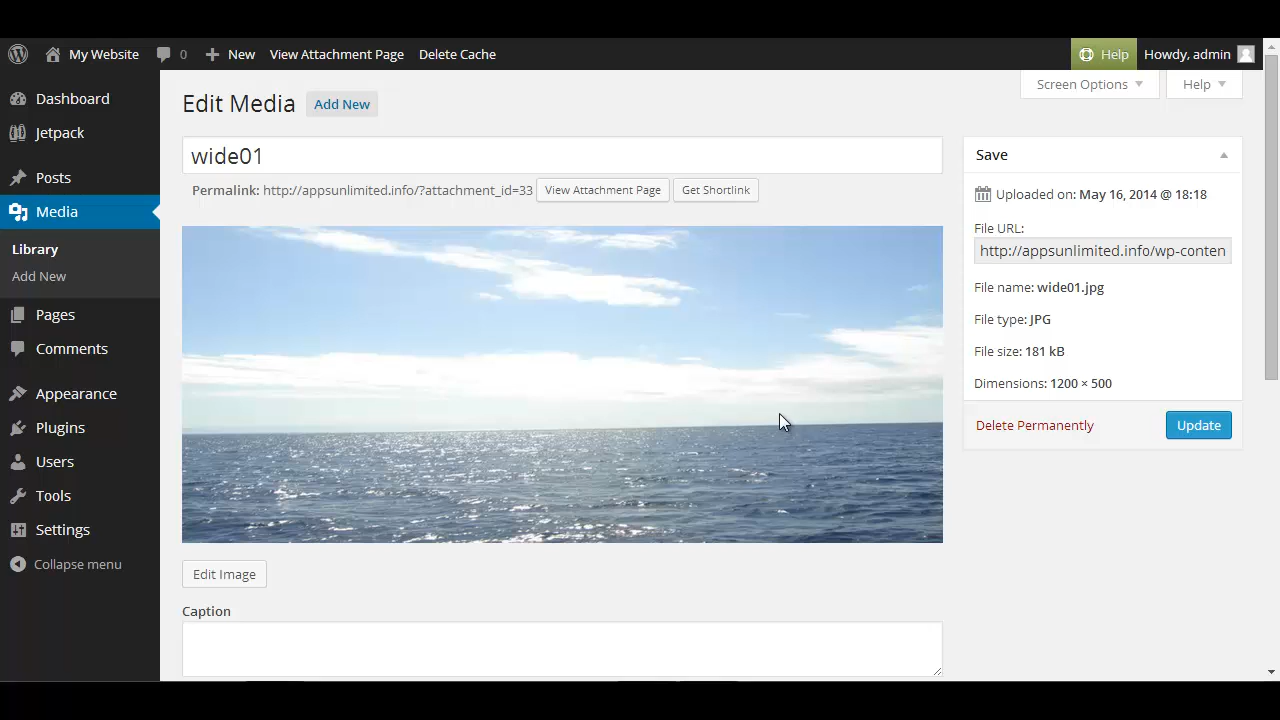 My Website 0 New View Attachment Page Delete Cache Help Howdy, admin
Screen Options Help
Dashboard
Jetpack
Posts
Media
Library
Add New
Pages
Comments
Appearance
Plugins
Users
Tools
Settings
Collapse menu
Edit Media Add New
wide01
Permalink: http://appsunlimited.info/?attachment_id=33 View Attachment Page Get Shortlink
Edit Image
Caption
Save
Uploaded on: May 16, 2014 @ 18:18
File URL:
http://appsunlimited.info/wp-conten
File name: wide01.jpg
File type: JPG
File size: 181 kB
Dimensions: 1200 × 500
Delete Permanently Update